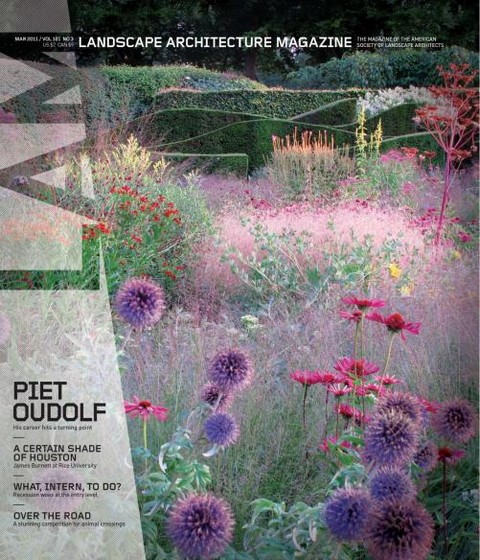 MAR 2011 / VOL 101 NO 3
US $7 CAN $9
LANDSCAPE ARCHITECTURE MAGAZINE
THE MAGAZINE OF THE AMERICAN
SOCIETY OF LANDSCAPE ARCHITECTS
LAM
PIET
OUDOLF
His career hits a turning point
A CERTAIN SHADE
OF HOUSTON
James Burnett at Rice University
WHAT, INTERN, TO DO?
Recession woes at the entry level
OVER THE ROAD
A stunning competition for animal crossings